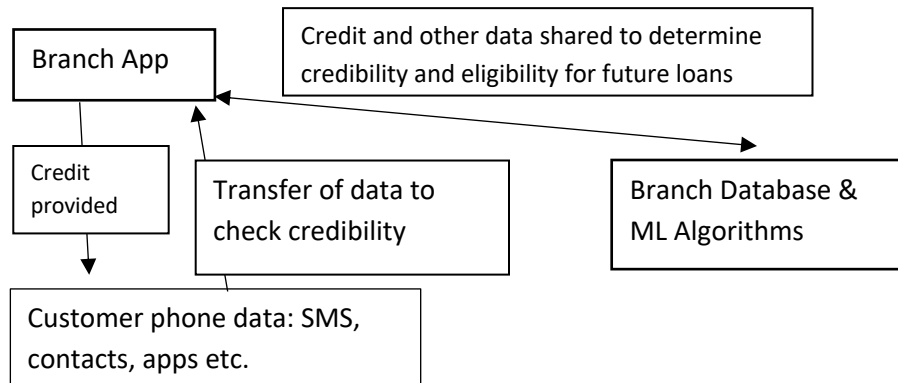 Branch App
Credit and other data shared to determine
credibility and eligibility for future loans
Credit
provided
Transfer of data to
check credibility
Branch Database &
ML Algorithms
Customer phone data: SMS,
contacts, apps etc.